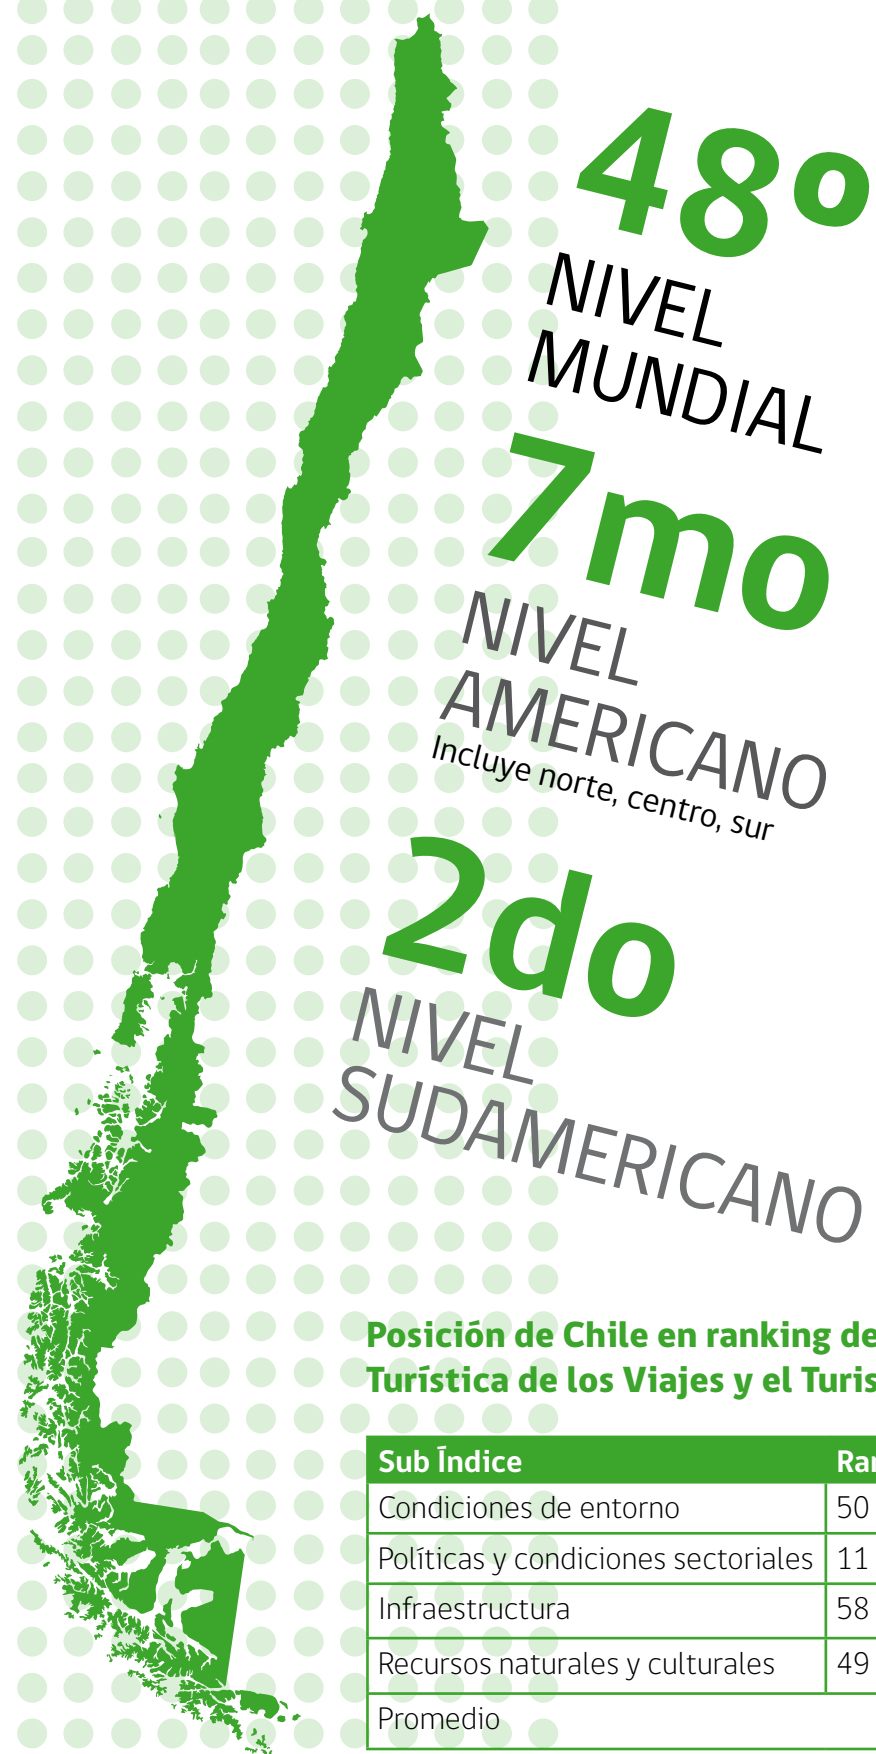 48º
NIVEL
MUNDIAL
7mo
NIVEL
AMERICANO
Incluye norte, centro, sur
2do
NIVEL
SUDAMERICANO
Posición de Chile en ranking de
Turística de los Viajes y el Turis
Sub Índice Ran
Condiciones de entorno 50
Políticas y condiciones sectoriales 11
Infraestructura 58
Recursos naturales y culturales 49
Promedio